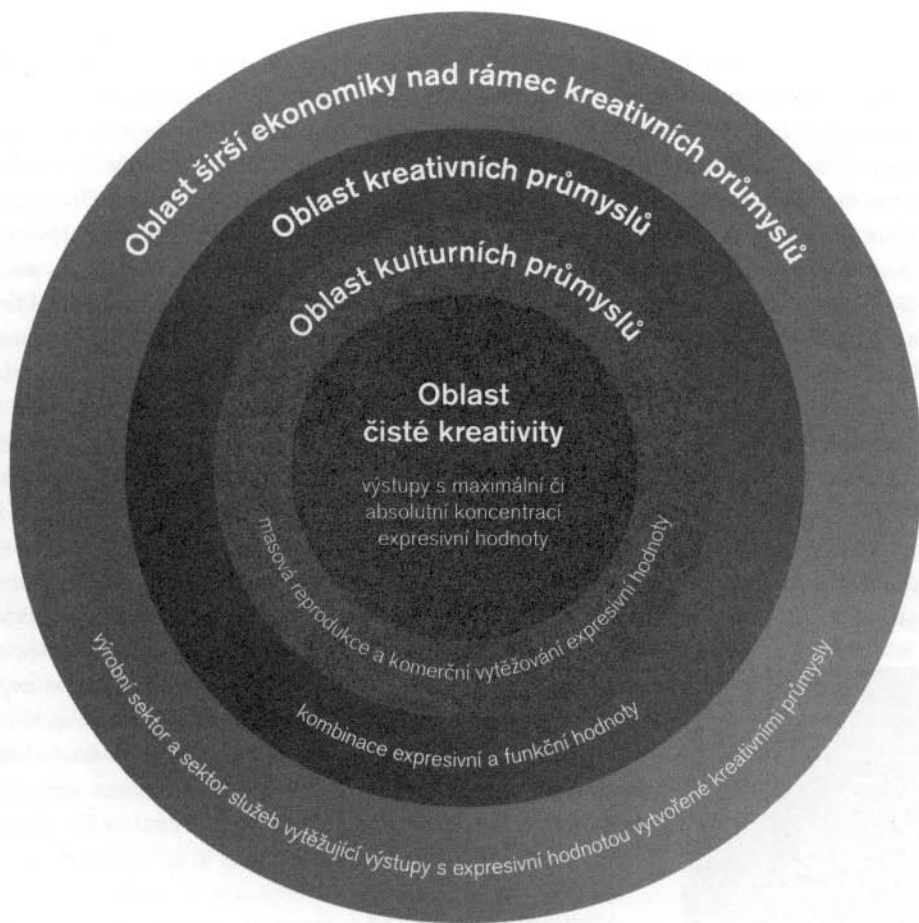 Oblast širší ekonomiky nad rámec kreativních průmyslů
Oblast kreativních průmyslů
Oblast kulturních průmyslů
Oblast
čisté kreativity
výstupy s maximální či
absolutní koncentrací
expresivní hodnoty
masová reprodukce a komerční vytěžování expresivní hodnoty
kombinace expresivní a funkční hodnoty
výrobní sektor a sektor služeb vytěžující výstupy s expresivní hodnotou vytvořené kreativními průmysly